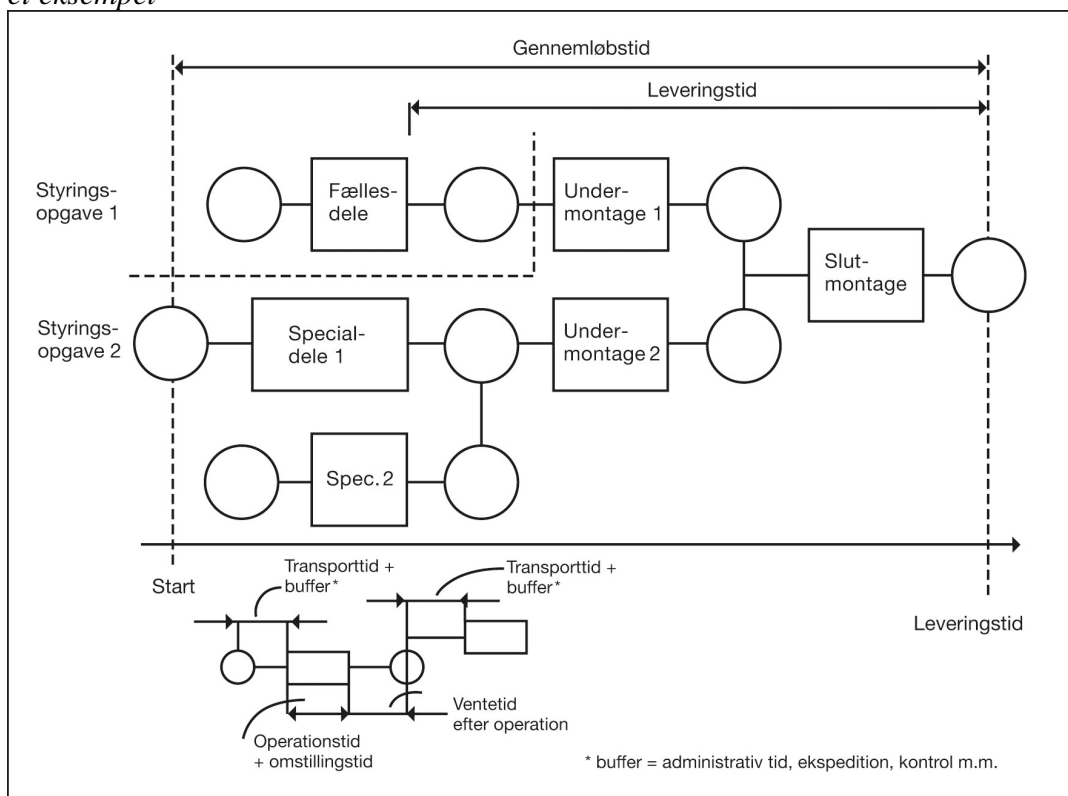 et eksempel
Gennemløbstid
Leveringstid
Styrings-
opgave 1
Fælles-
dele
Under-
montage 1
Slut-
montage
Styrings-
opgave 2
Special-
dele 1
Under-
montage 2
Spec. 2
Start
Transporttid +
buffer*
Transporttid +
buffer*
Leveringstid
Ventetid
efter operation
Operationstid
+ omstillingstid
* buffer = administrativ tid, ekspedition, kontrol m.m.